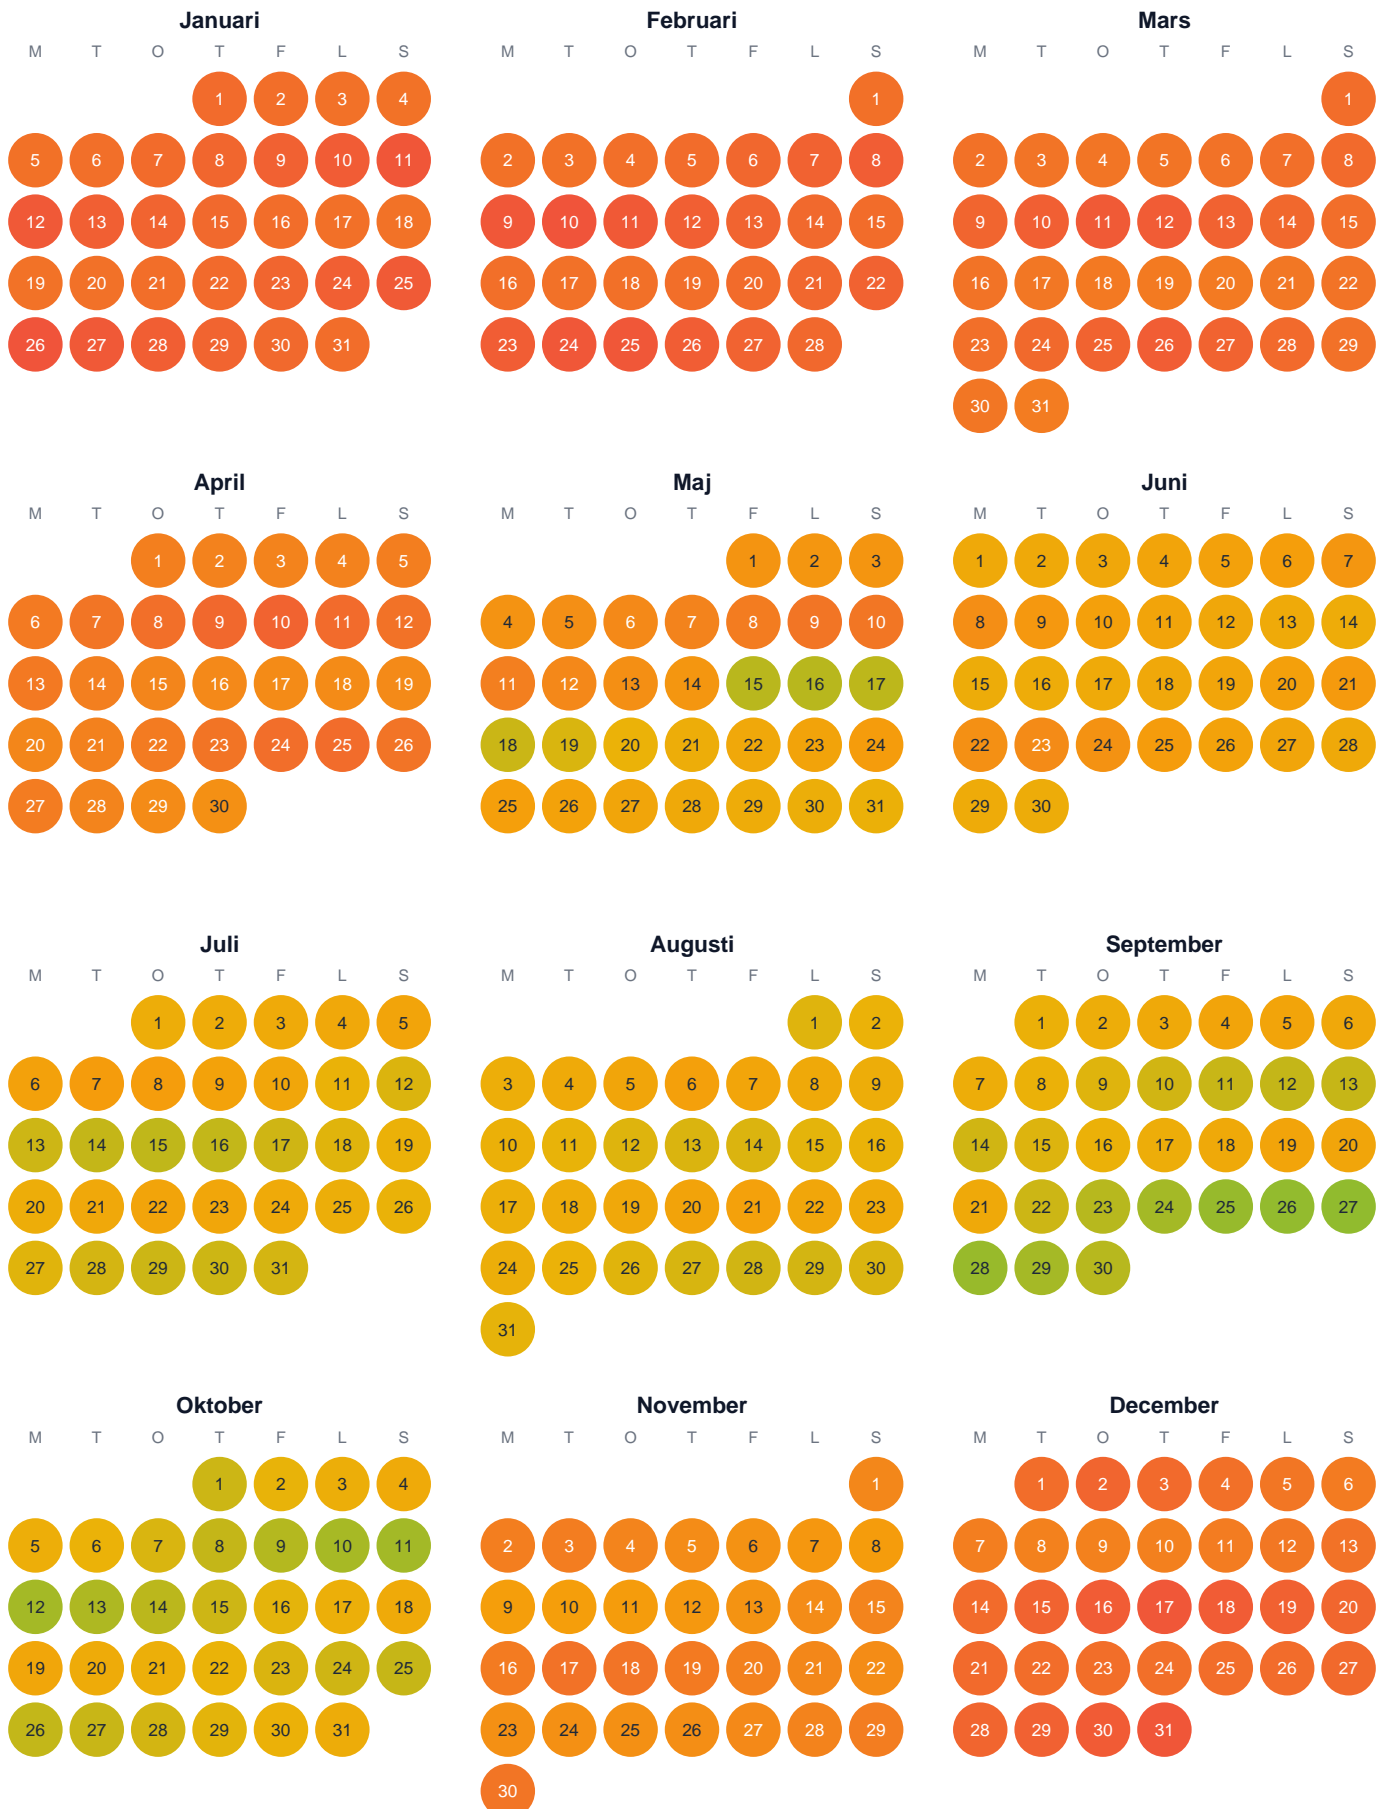 Januari Februari Mars
M T O T F L S M T O T F L S M T O T F L S
1 2 3 4 1 1
5 6 7 8 9 10 11 2 3 4 5 6 7 8 2 3 4 5 6 7 8
12 13 14 15 16 17 18 9 10 11 12 13 14 15 9 10 11 12 13 14 15
19 20 21 22 23 24 25 16 17 18 19 20 21 22 16 17 18 19 20 21 22
26 27 28 29 30 31 23 24 25 26 27 28 23 24 25 26 27 28 29
30 31
April Maj Juni
M T O T F L S M T O T F L S M T O T F L S
1 2 3 4 5 1 2 3 1 2 3 4 5 6 7
6 7 8 9 10 11 12 4 5 6 7 8 9 10 8 9 10 11 12 13 14
13 14 15 16 17 18 19 11 12 13 14 15 16 17 15 16 17 18 19 20 21
20 21 22 23 24 25 26 18 19 20 21 22 23 24 22 23 24 25 26 27 28
27 28 29 30 25 26 27 28 29 30 31 29 30
Juli Augusti September
M T O T F L S M T O T F L S M T O T F L S
1 2 3 4 5 1 2 1 2 3 4 5 6
6 7 8 9 10 11 12 3 4 5 6 7 8 9 7 8 9 10 11 12 13
13 14 15 16 17 18 19 10 11 12 13 14 15 16 14 15 16 17 18 19 20
20 21 22 23 24 25 26 17 18 19 20 21 22 23 21 22 23 24 25 26 27
27 28 29 30 31 24 25 26 27 28 29 30 28 29 30
31
Oktober November December
M T O T F L S M T O T F L S M T O T F L S
1 2 3 4 1 1 2 3 4 5 6
5 6 7 8 9 10 11 2 3 4 5 6 7 8 7 8 9 10 11 12 13
12 13 14 15 16 17 18 9 10 11 12 13 14 15 14 15 16 17 18 19 20
19 20 21 22 23 24 25 16 17 18 19 20 21 22 21 22 23 24 25 26 27
26 27 28 29 30 31 23 24 25 26 27 28 29 28 29 30 31
30